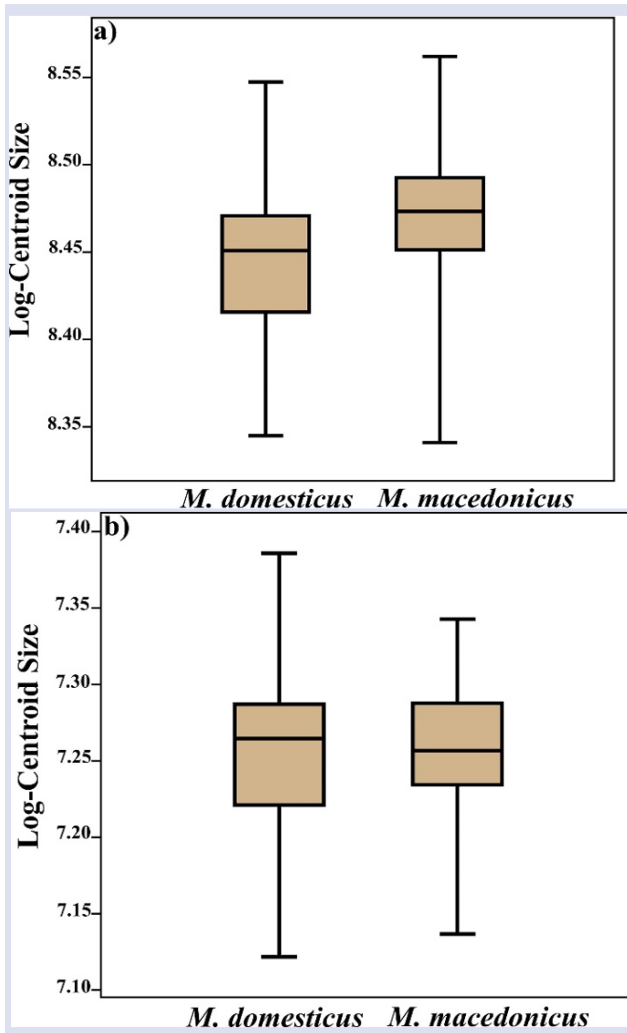 a)
8.55
8.50
8.45
8.40
8.35
Log-Centroid Size
M. domesticus M. macedonicus
b)
7.40
7.35
7.30
7.25
7.20
7.15
7.10
Log-Centroid Size
M. domesticus M. macedonicus